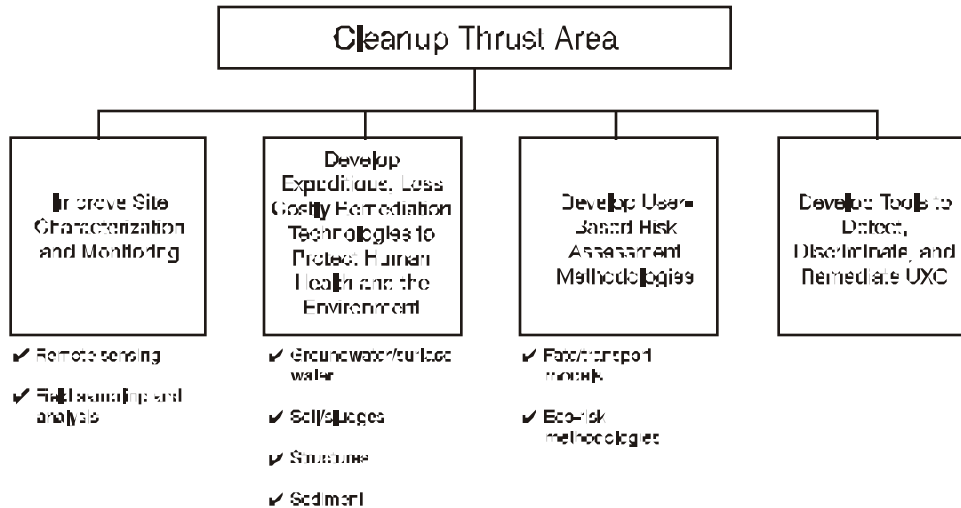 Cleanup Thrust Area
Improve Site
Characterization
and Monitoring
✔ Remote sensing
✔ Field sampling and
analysis
Develop
Expeditious, Less
Costly Remediation
Technologies to
Protect Human
Health and the
Environment
✔ Groundwater/surface
water
✔ Soil/sludges
✔ Structures
✔ Sediment
Develop User-
Based Risk
Assessment
Methodologies
✔ Fate/transport
models
✔ Eco-risk
methodologies
Develop Tools to
Detect,
Discriminate, and
Remediate UXO